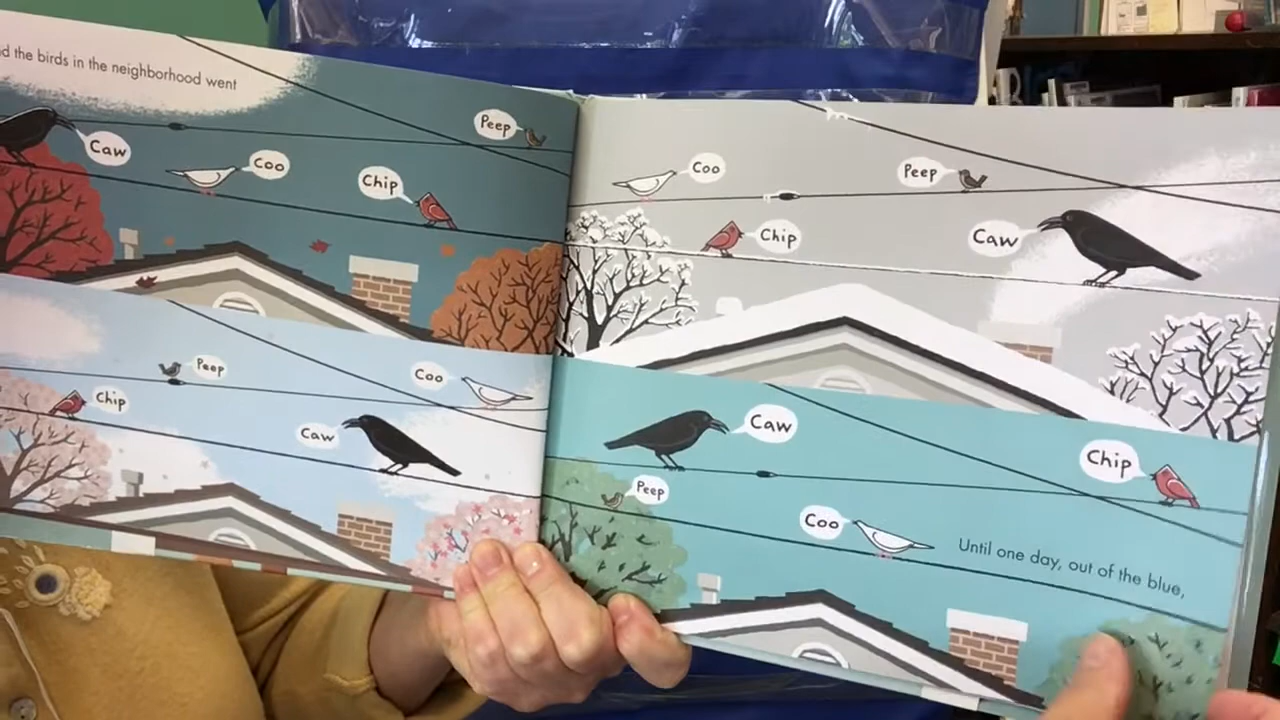 d the birds in the neighborhood went
Caw
Coo
Chip
Peep
Chip
Peep
Caw
Coo
Coo
Chip
Peep
Caw
Caw
Peep
Coo
Chip
Until one day, out of the blue,